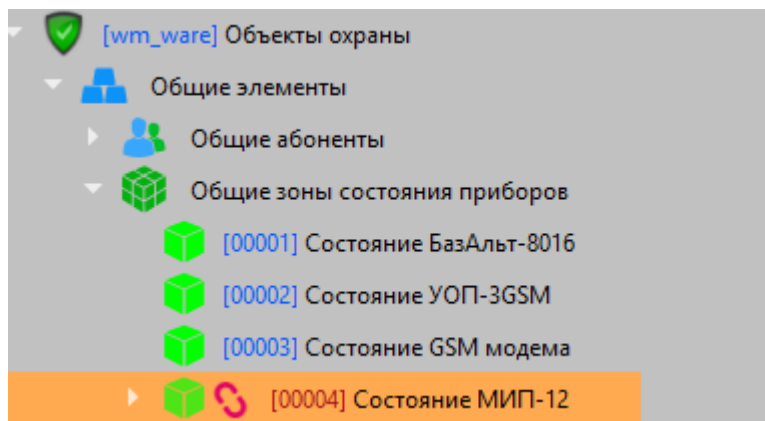 [wm_ware] Объекты охраны
Общие элементы
Общие абоненты
Общие зоны состояния приборов
[00001] Состояние БазАльт-8016
[00002] Состояние УОП-3GSM
[00003] Состояние GSM модема
[00004] Состояние МИП-12